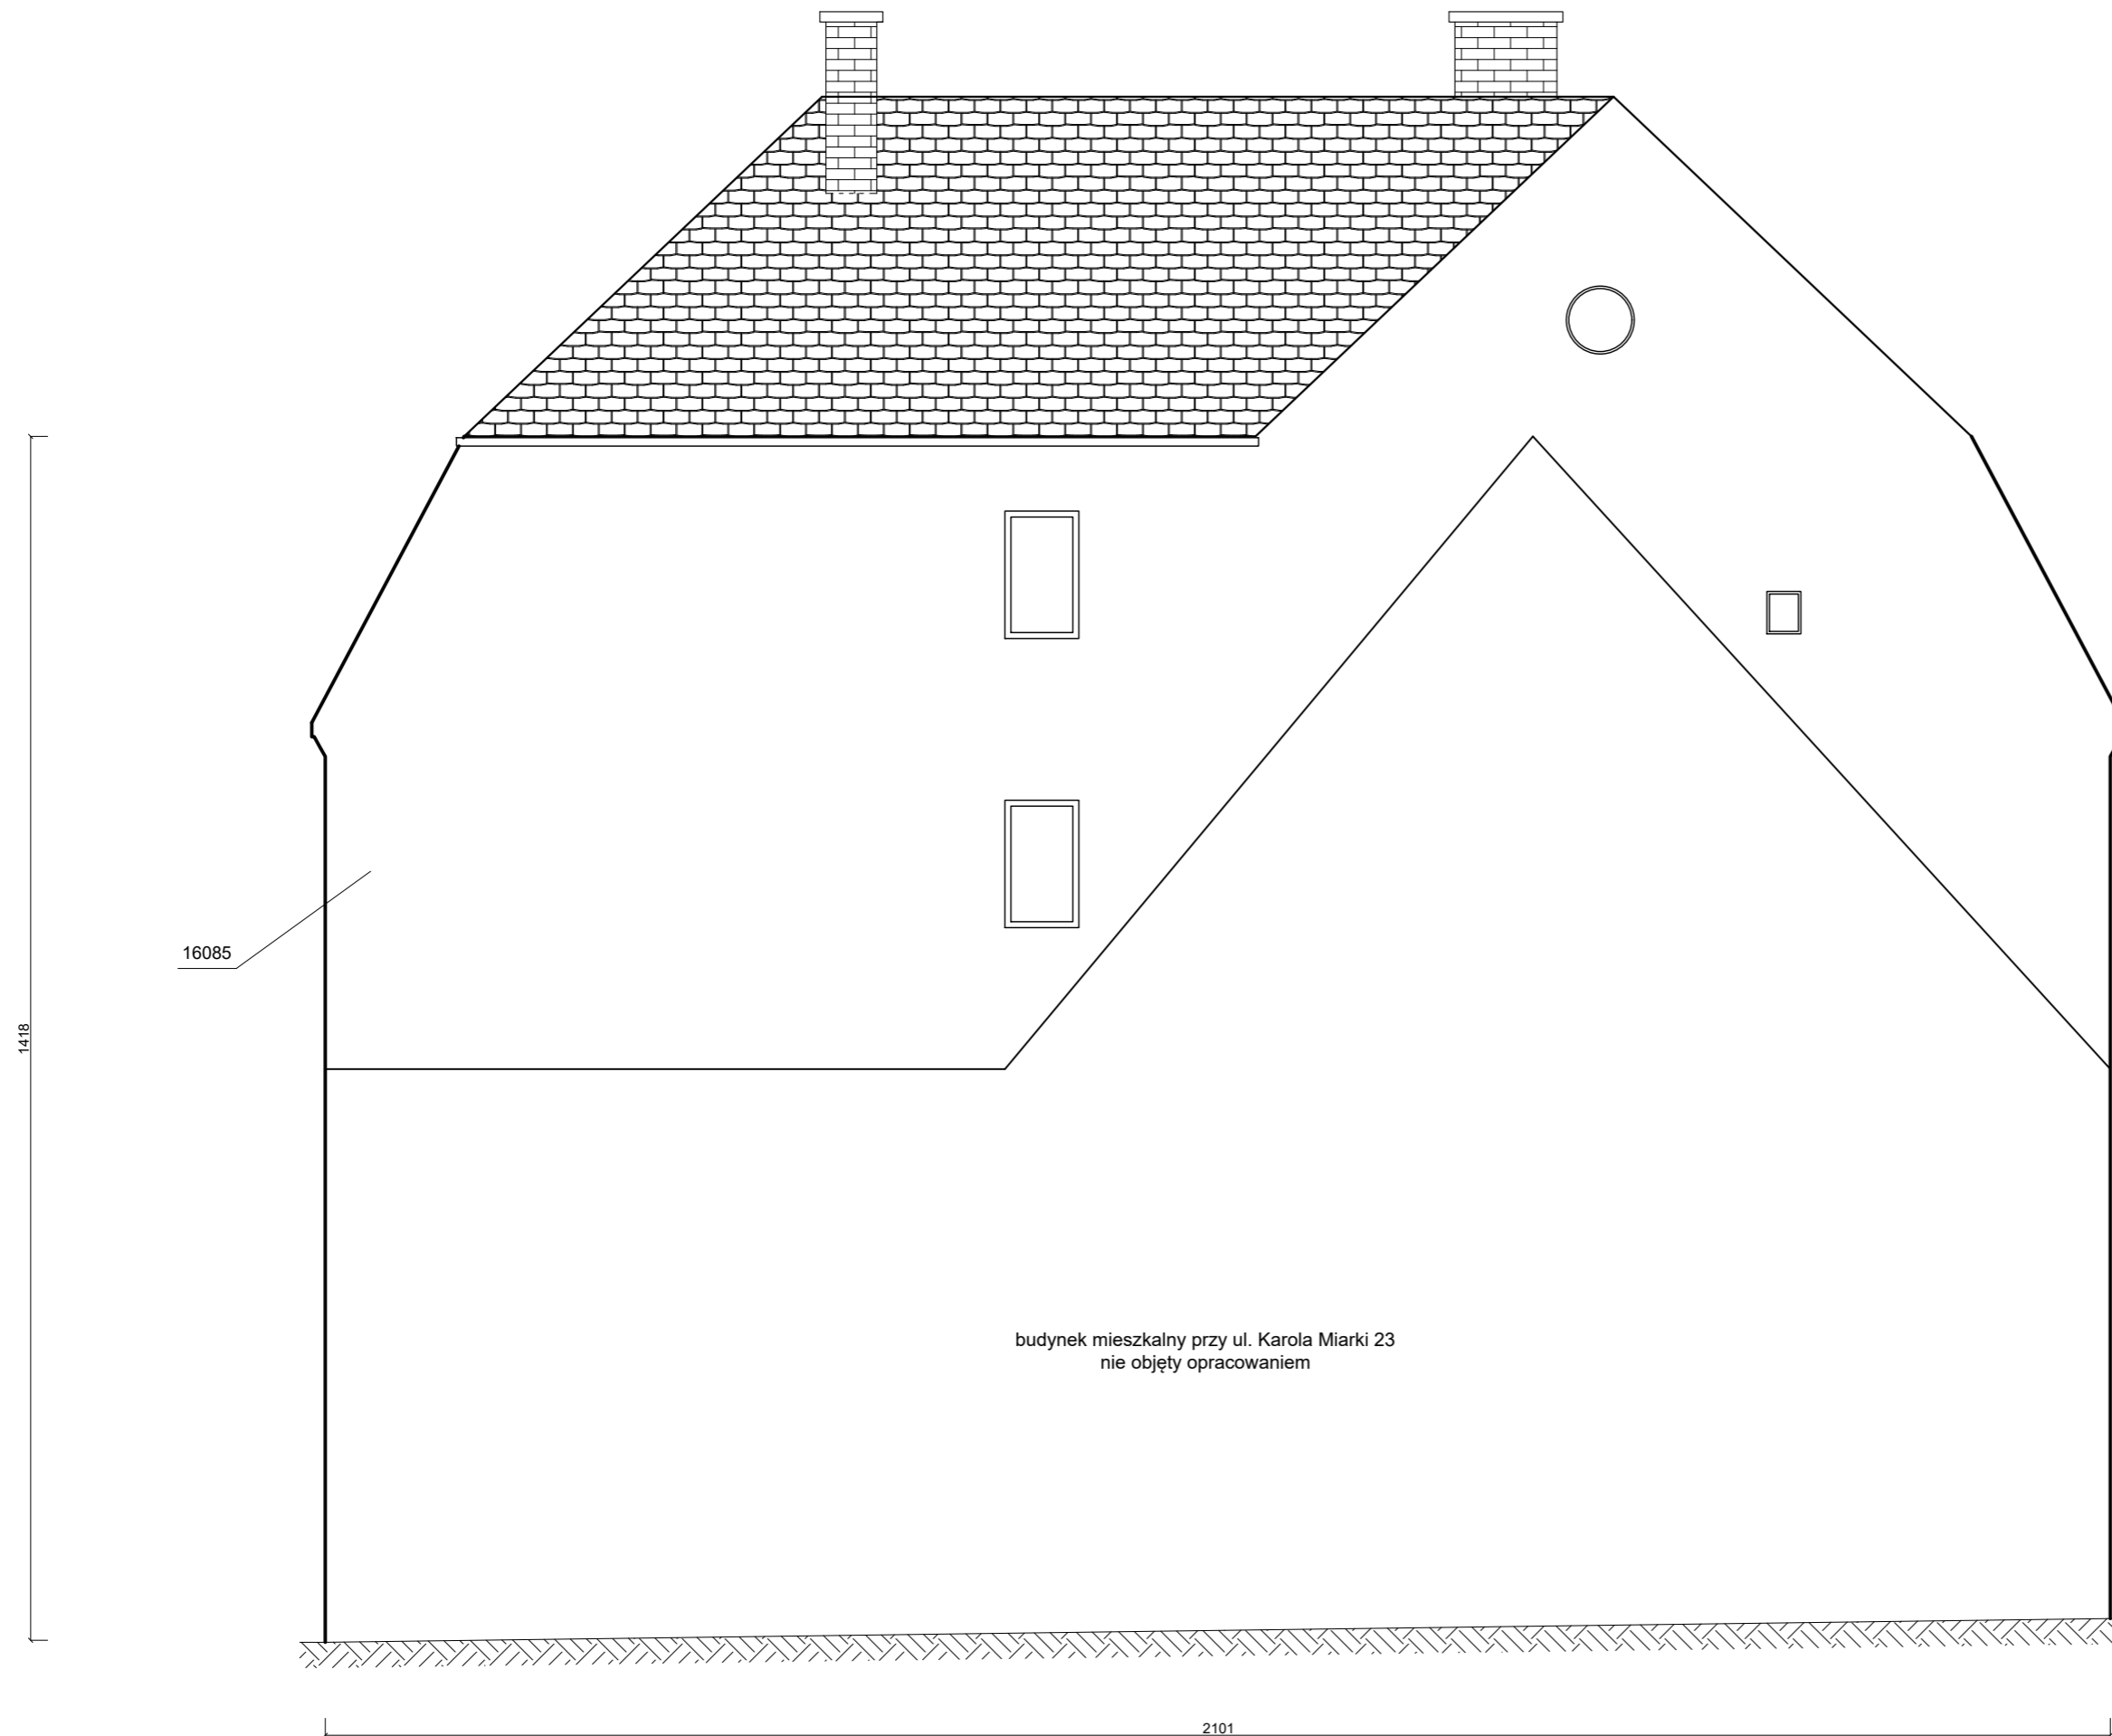 16085
1418
budynek mieszkalny przy ul. Karola Miarki 23
nie objęty opracowaniem
2101